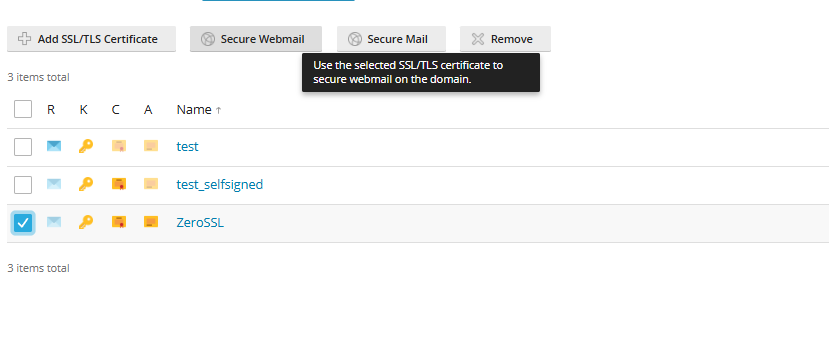 Add SSL/TLS Certificate Secure Webmail Secure Mail Remove
Use the selected SSL/TLS certificate to
secure webmail on the domain.
3 items total
R K C A Name ↑
test
test_selfsigned
ZeroSSL
3 items total